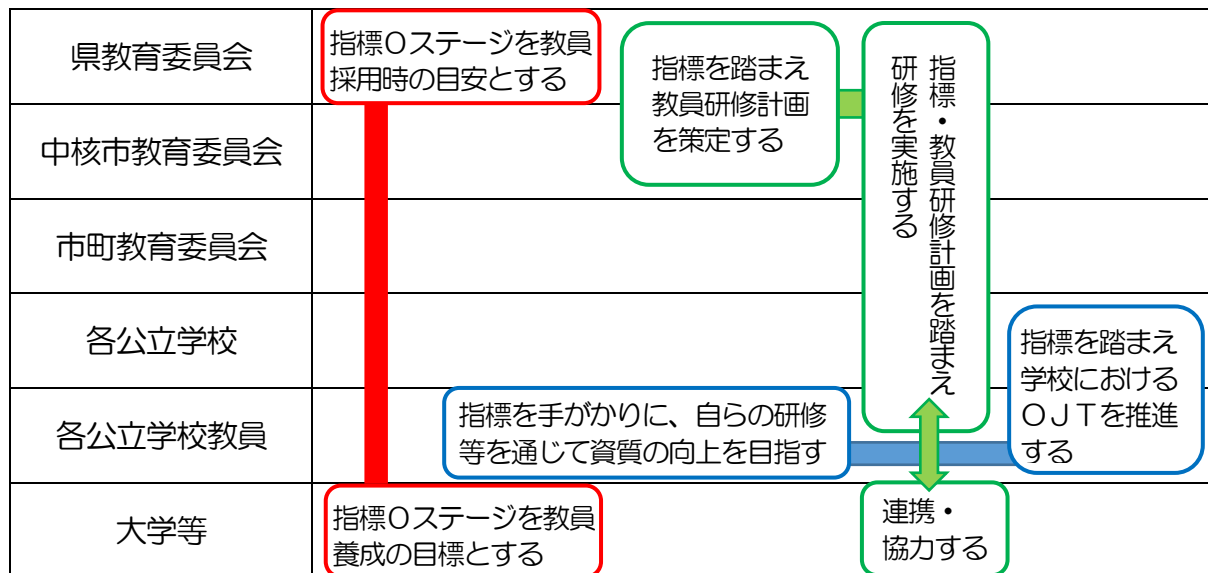 県教育委員会
中核市教育委員会
市町教育委員会
各公立学校
各公立学校教員
大学等
指標0ステージを教員
採用時の目安とする
指標を踏まえ
教員研修計画
を策定する
指標・教員研修計画を踏まえ
研修を実施する
指標を踏まえ
学校における
OJTを推進
する
指標を手がかりに、自らの研修
等を通じて資質の向上を目指す
指標0ステージを教員
養成の目標とする
連携・
協力する